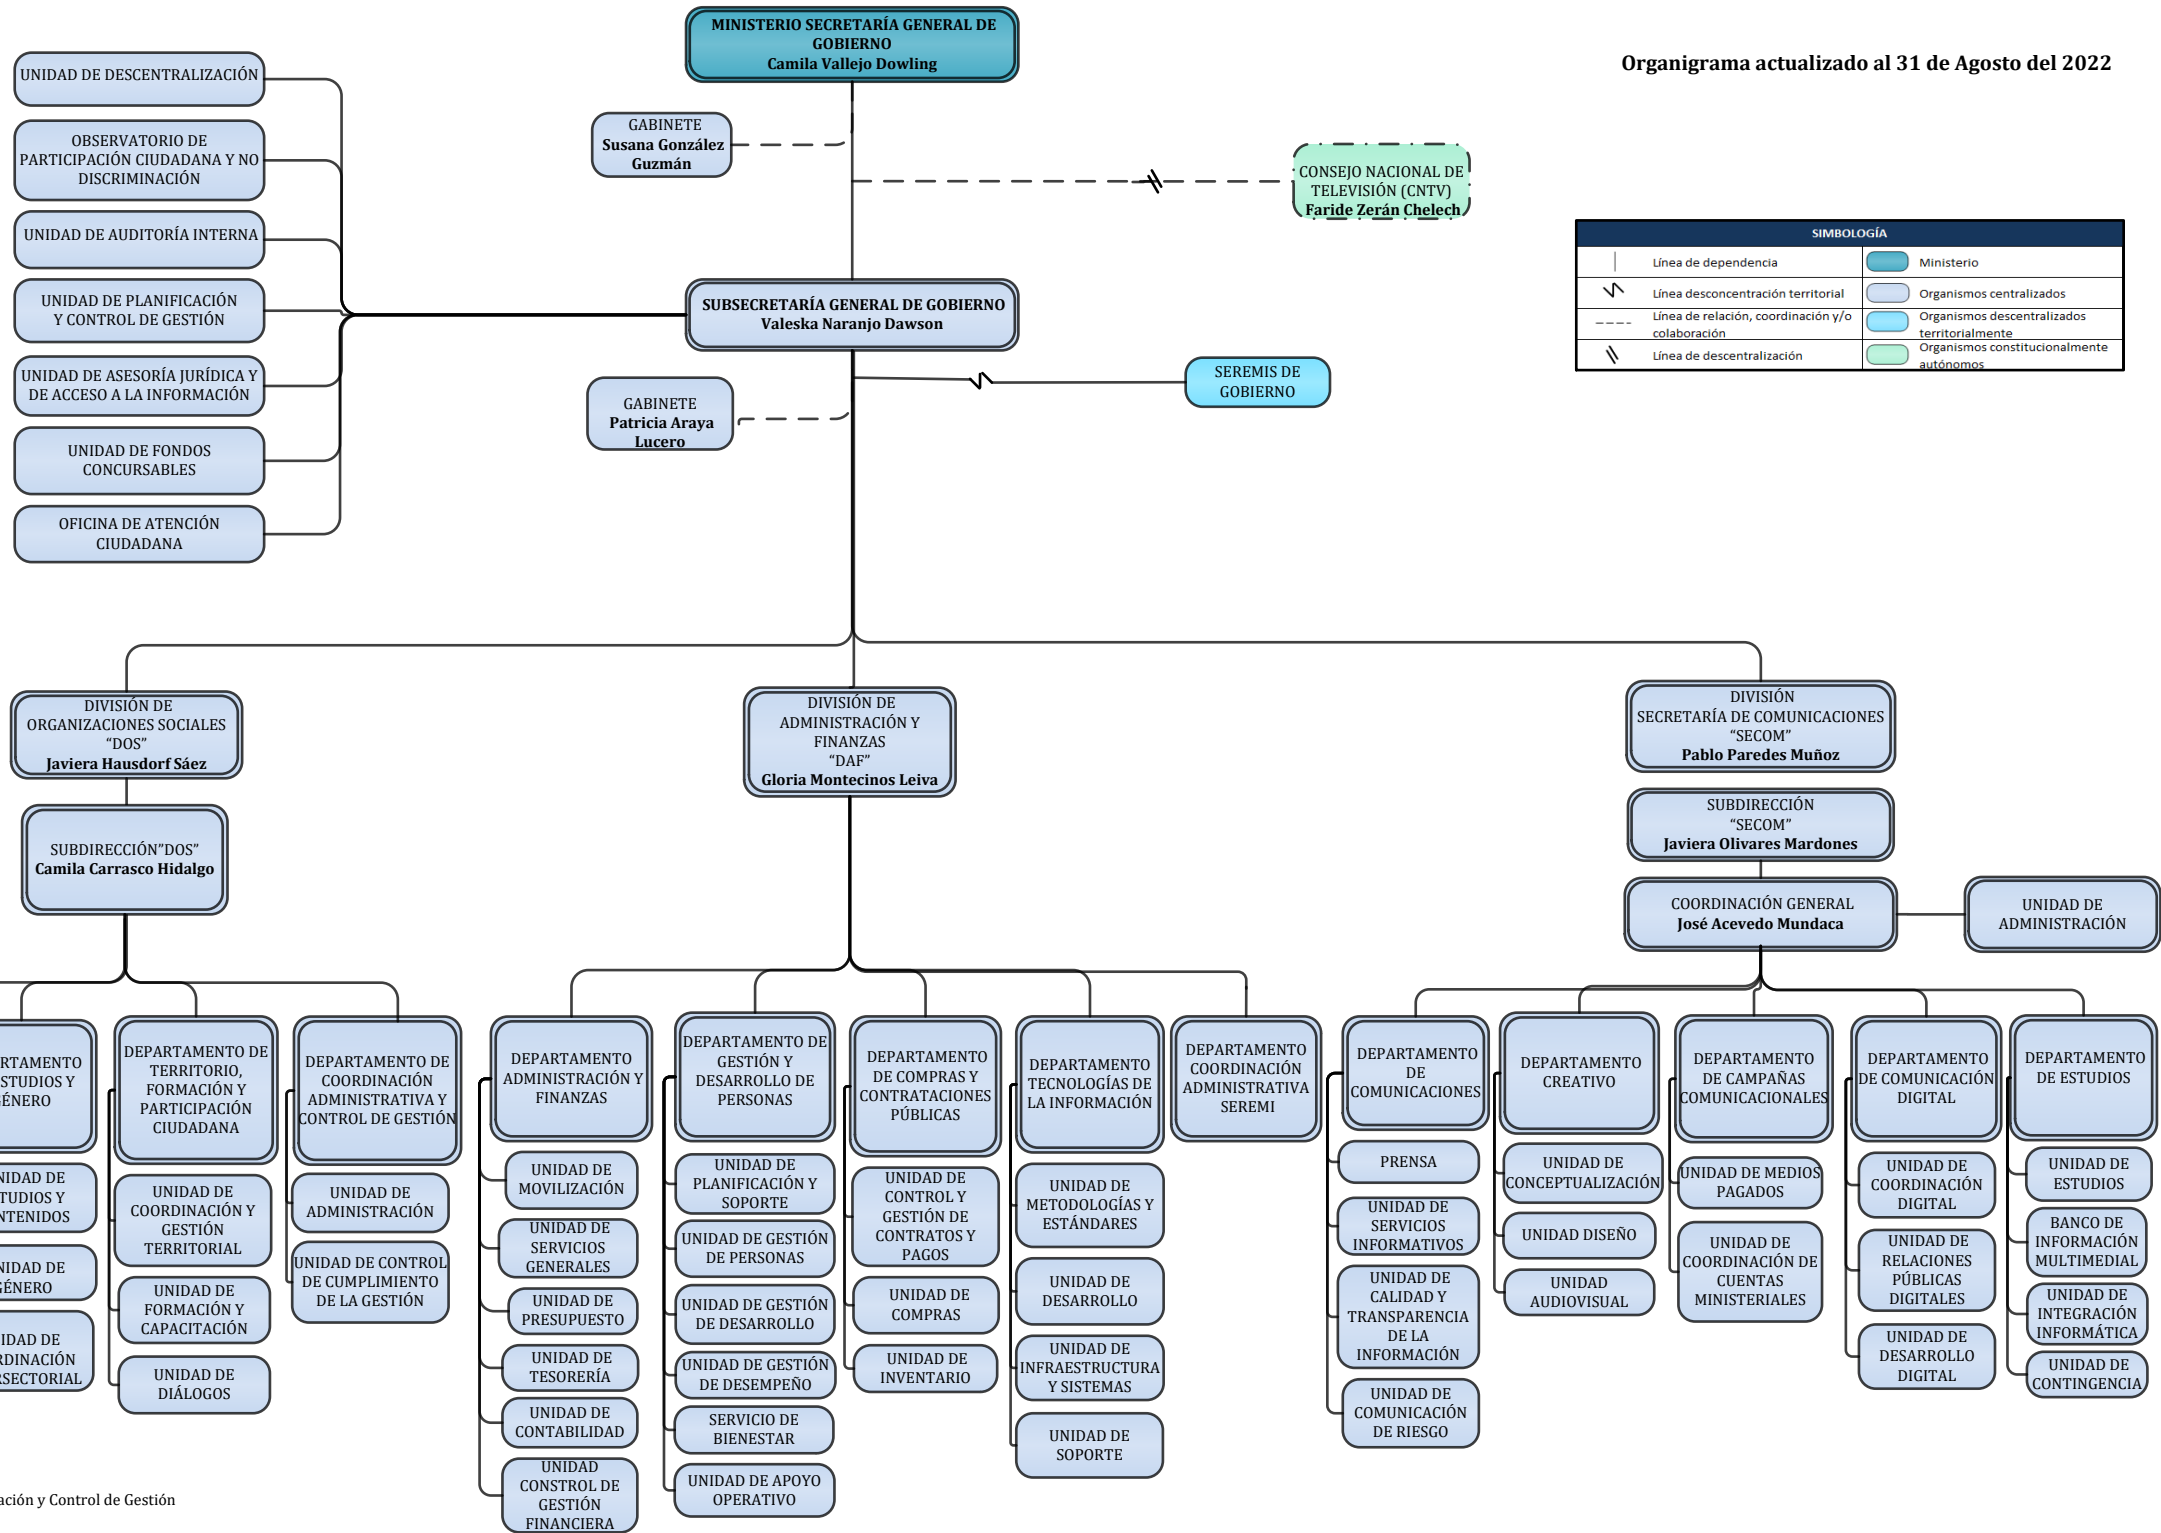 MINISTERIO SECRETARÍA GENERAL DE
GOBIERNO
Camila Vallejo Dowling
Organigrama actualizado al 31 de Agosto del 2022
GABINETE
Susana González
Guzmán
CONSEJO NACIONAL DE
TELEVISIÓN (CNTV)
Faride Zerán Chelech
UNIDAD DE DESCENTRALIZACIÓN
OBSERVATORIO DE
PARTICIPACIÓN CIUDADANA Y NO
DISCRIMINACIÓN
UNIDAD DE AUDITORÍA INTERNA
UNIDAD DE PLANIFICACIÓN
Y CONTROL DE GESTIÓN
UNIDAD DE ASESORÍA JURÍDICA Y
DE ACCESO A LA INFORMACIÓN
UNIDAD DE FONDOS
CONCURSABLES
OFICINA DE ATENCIÓN
CIUDADANA
SIMBOLOGÍA
Línea de dependencia
Ministerio
Línea desconcentración territorial
Organismos centralizados
Línea de relación, coordinación y/o
colaboración
Organismos descentralizados
territorialmente
Línea de descentralización
Organismos constitucionalmente
autónomos
SUBSECRETARÍA GENERAL DE GOBIERNO
Valeska Naranjo Dawson
SEREMIS DE
GOBIERNO
GABINETE
Patricia Araya
Lucero
DIVISIÓN DE
ORGANIZACIONES SOCIALES
“DOS”
Javiera Hausdorf Sáez
SUBDIRECCIÓN”DOS”
Camila Carrasco Hidalgo
DIVISIÓN DE
ADMINISTRACIÓN Y
FINANZAS
“DAF”
Gloria Montecinos Leiva
DIVISIÓN
SECRETARÍA DE COMUNICACIONES
“SECOM”
Pablo Paredes Muñoz
SUBDIRECCIÓN
“SECOM”
Javiera Olivares Mardones
COORDINACIÓN GENERAL
José Acevedo Mundaca
UNIDAD DE
ADMINISTRACIÓN
RTAMENTO
STUDIOS Y
ÉNERO
NIDAD DE
TUDIOS Y
NTENIDOS
NIDAD DE
ÉNERO
IDAD DE
RDINACIÓN
RSECTORIAL
DEPARTAMENTO DE
TERRITORIO,
FORMACIÓN Y
PARTICIPACIÓN
CIUDADANA
UNIDAD DE
COORDINACIÓN Y
GESTIÓN
TERRITORIAL
UNIDAD DE
FORMACIÓN Y
CAPACITACIÓN
UNIDAD DE
DIÁLOGOS
DEPARTAMENTO DE
COORDINACIÓN
ADMINISTRATIVA Y
CONTROL DE GESTIÓN
UNIDAD DE
ADMINISTRACIÓN
UNIDAD DE CONTROL
DE CUMPLIMIENTO
DE LA GESTIÓN
DEPARTAMENTO
ADMINISTRACIÓN Y
FINANZAS
UNIDAD DE
MOVILIZACIÓN
UNIDAD DE
SERVICIOS
GENERALES
UNIDAD DE
PRESUPUESTO
UNIDAD DE
TESORERÍA
UNIDAD DE
CONTABILIDAD
UNIDAD
CONSTROL DE
GESTIÓN
FINANCIERA
DEPARTAMENTO DE
GESTIÓN Y
DESARROLLO DE
PERSONAS
UNIDAD DE
PLANIFICACIÓN Y
SOPORTE
UNIDAD DE GESTIÓN
DE PERSONAS
UNIDAD DE GESTIÓN
DE DESARROLLO
UNIDAD DE GESTIÓN
DE DESEMPEÑO
SERVICIO DE
BIENESTAR
UNIDAD DE APOYO
OPERATIVO
DEPARTAMENTO
DE COMPRAS Y
CONTRATACIONES
PÚBLICAS
UNIDAD DE
CONTROL Y
GESTIÓN DE
CONTRATOS Y
PAGOS
UNIDAD DE
COMPRAS
UNIDAD DE
INVENTARIO
DEPARTAMENTO
TECNOLOGÍAS DE
LA INFORMACIÓN
UNIDAD DE
METODOLOGÍAS Y
ESTÁNDARES
UNIDAD DE
DESARROLLO
UNIDAD DE
INFRAESTRUCTURA
Y SISTEMAS
UNIDAD DE
SOPORTE
DEPARTAMENTO
COORDINACIÓN
ADMINISTRATIVA
SEREMI
DEPARTAMENTO
DE
COMUNICACIONES
PRENSA
UNIDAD DE
SERVICIOS
INFORMATIVOS
UNIDAD DE
CALIDAD Y
TRANSPARENCIA
DE LA
INFORMACIÓN
UNIDAD DE
COMUNICACIÓN
DE RIESGO
DEPARTAMENTO
CREATIVO
UNIDAD DE
CONCEPTUALIZACIÓN
UNIDAD DISEÑO
UNIDAD
AUDIOVISUAL
DEPARTAMENTO
DE CAMPAÑAS
COMUNICACIONALES
UNIDAD DE MEDIOS
PAGADOS
UNIDAD DE
COORDINACIÓN DE
CUENTAS
MINISTERIALES
DEPARTAMENTO
DE COMUNICACIÓN
DIGITAL
UNIDAD DE
COORDINACIÓN
DIGITAL
UNIDAD DE
RELACIONES
PÚBLICAS
DIGITALES
UNIDAD DE
DESARROLLO
DIGITAL
DEPARTAMENTO
DE ESTUDIOS
UNIDAD DE
ESTUDIOS
BANCO DE
INFORMACIÓN
MULTIMEDIAL
UNIDAD DE
INTEGRACIÓN
INFORMÁTICA
UNIDAD DE
CONTINGENCIA
ación y Control de Gestión